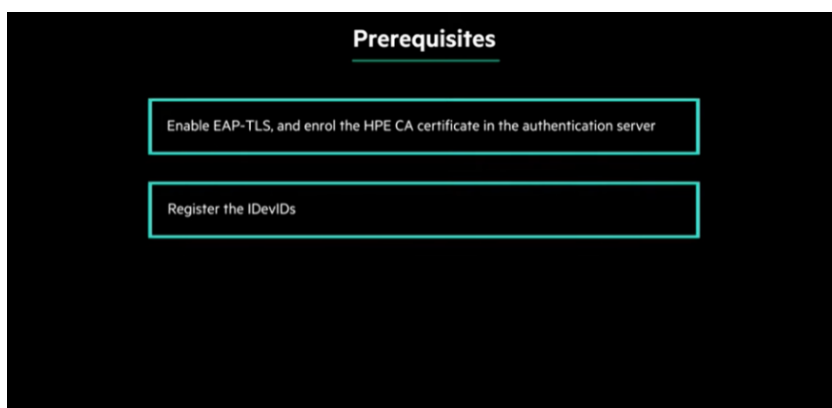 Prerequisites
Enable EAP-TLS, and enrol the HPE CA certificate in the authentication server
Register the IDevIDs